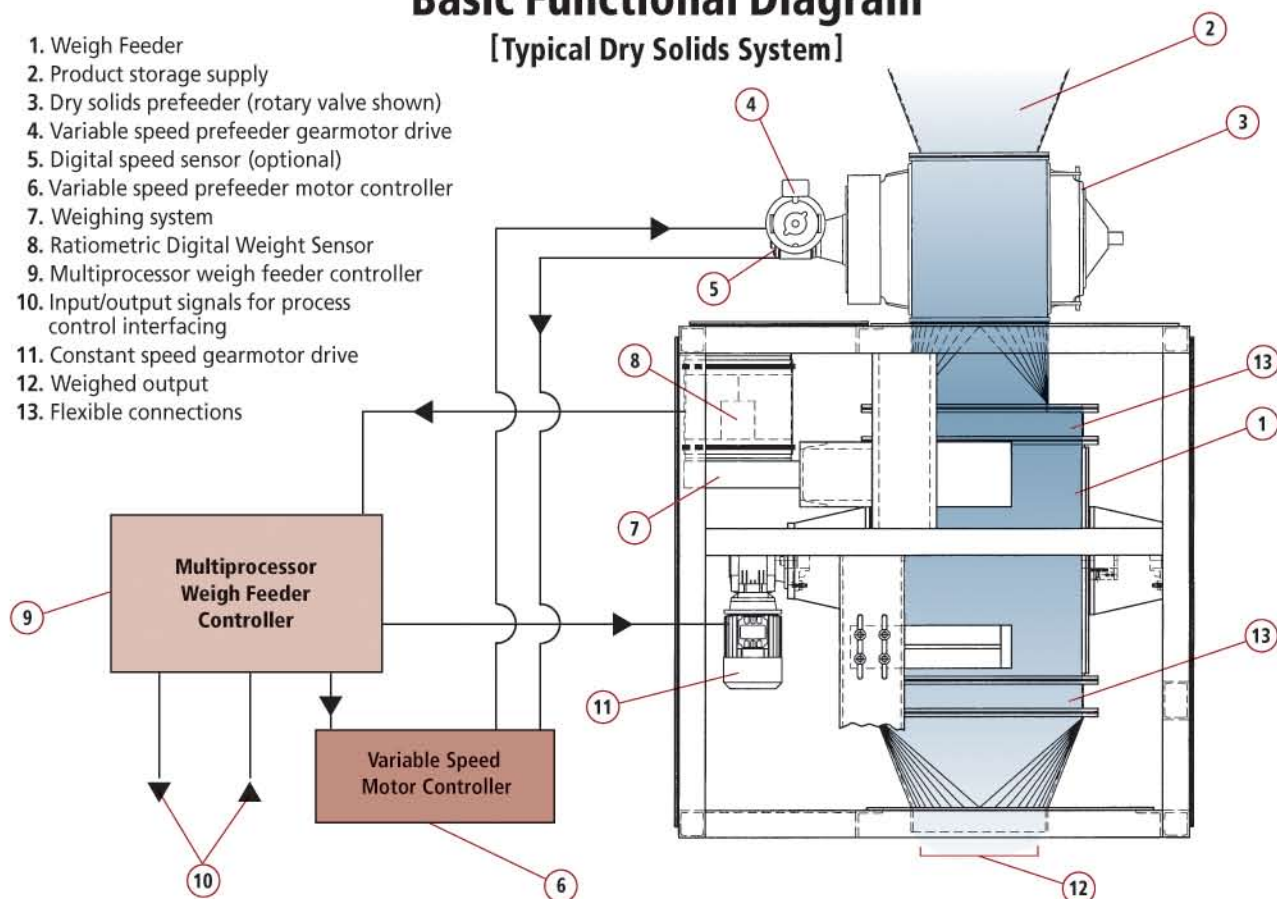 Basic Functional Diagram
[Typical Dry Solids System]
1. Weigh Feeder
2. Product storage supply
3. Dry solids prefeeder (rotary valve shown)
4. Variable speed prefeeder gearmotor drive
5. Digital speed sensor (optional)
6. Variable speed prefeeder motor controller
7. Weighing system
8. Ratiometric Digital Weight Sensor
9. Multiprocessor weigh feeder controller
10. Input/output signals for process
control interfacing
11. Constant speed gearmotor drive
12. Weighed output
13. Flexible connections
2
4
3
5
8
13
1
7
Multiprocessor
Weigh Feeder
Controller
9
13
11
Variable Speed
Motor Controller
10
6
12